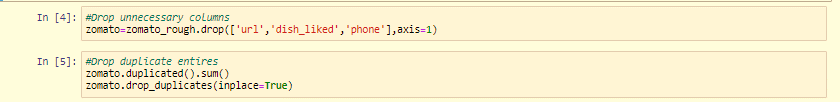 In [4]: #Drop unnecessary columns
zomato=zomato_rough.drop(['url','dish_liked','phone'],axis=1)
In [5]: #Drop duplicate entires
zomato.duplicated().sum()
zomato.drop_duplicates(inplace=True)